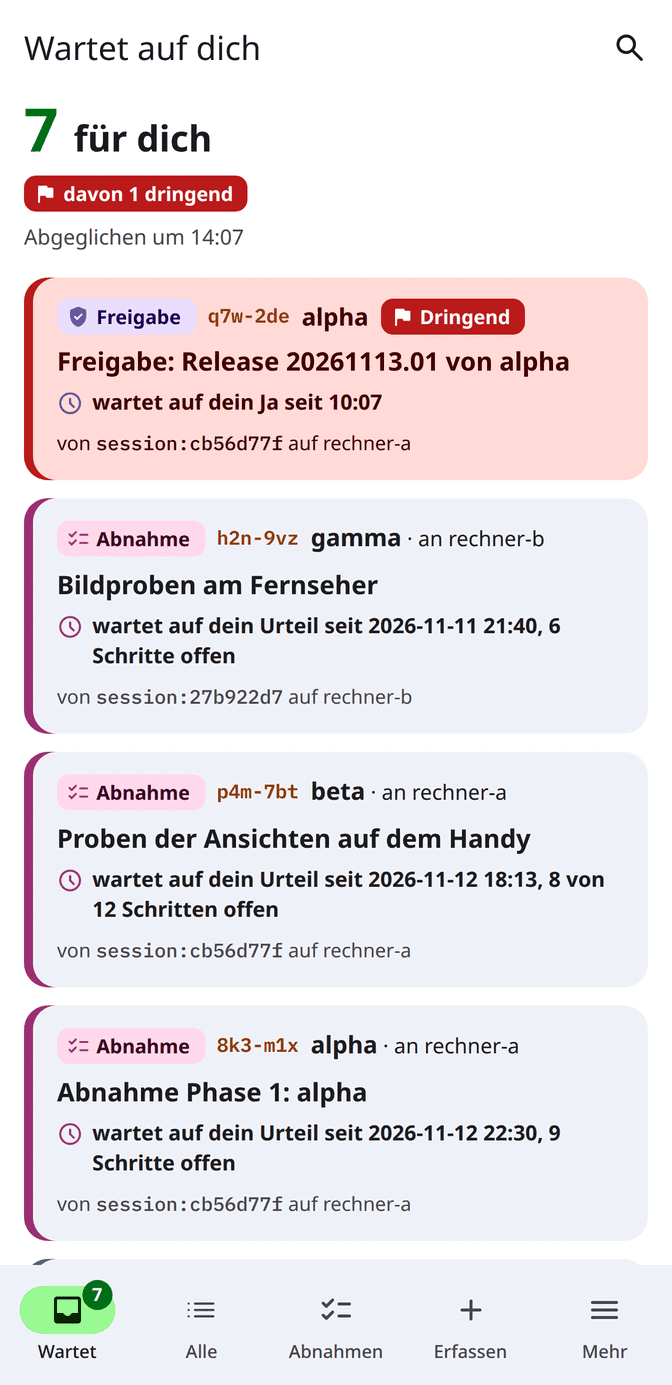 Wartet auf dich
7 für dich
davon 1 dringend
Abgeglichen um 14:07
Freigabe q7w-2de alpha Dringend
Freigabe: Release 20261113.01 von alpha
wartet auf dein Ja seit 10:07
von session:cb56d77f auf rechner-a
Abnahme h2n-9vz gamma · an rechner-b
Bildproben am Fernseher
wartet auf dein Urteil seit 2026-11-11 21:40, 6
Schritte offen
von session:27b922d7 auf rechner-b
Abnahme p4m-7bt beta · an rechner-a
Proben der Ansichten auf dem Handy
wartet auf dein Urteil seit 2026-11-12 18:13, 8 von
12 Schritten offen
von session:cb56d77f auf rechner-a
Abnahme 8k3-m1x alpha · an rechner-a
Abnahme Phase 1: alpha
wartet auf dein Urteil seit 2026-11-12 22:30, 9
Schritte offen
von session:cb56d77f auf rechner-a
7
Wartet Alle Abnahmen Erfassen Mehr